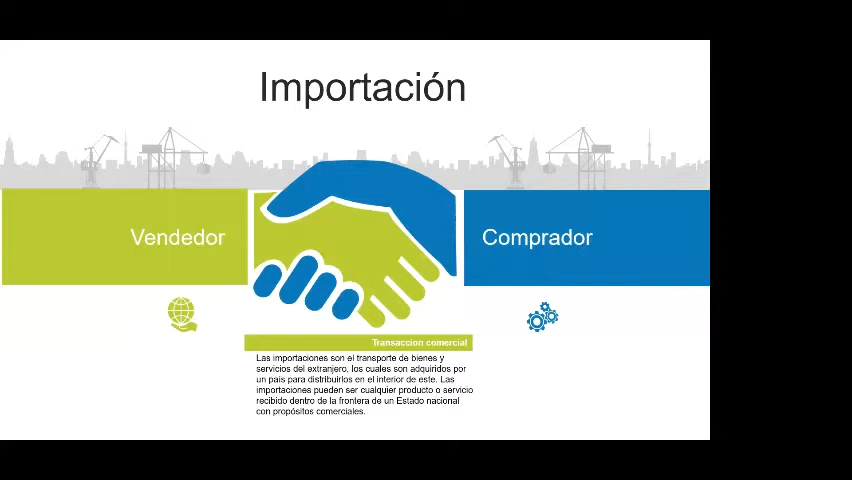 Importación
Vendedor
Comprador
Transaccion comercial
Las importaciones son el transporte de bienes y
servicios del extranjero, los cuales son adquiridos por
un país para distribuirlos en el interior de este. Las
importaciones pueden ser cualquier producto o servicio
recibido dentro de la frontera de un Estado nacional
con propósitos comerciales.